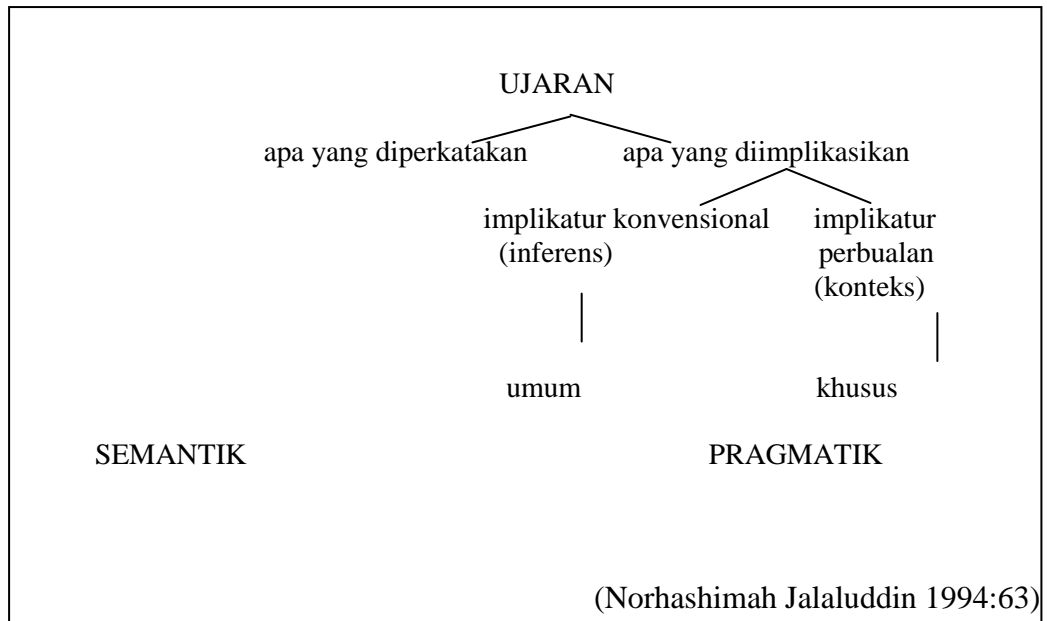 UJARAN
apa yang diperkatakan apa yang diimplikasikan
implikatur konvensional implikatur
(inferens) perbualan
(konteks)
umum khusus
SEMANTIK PRAGMATIK
(Norhashimah Jalaluddin 1994:63)